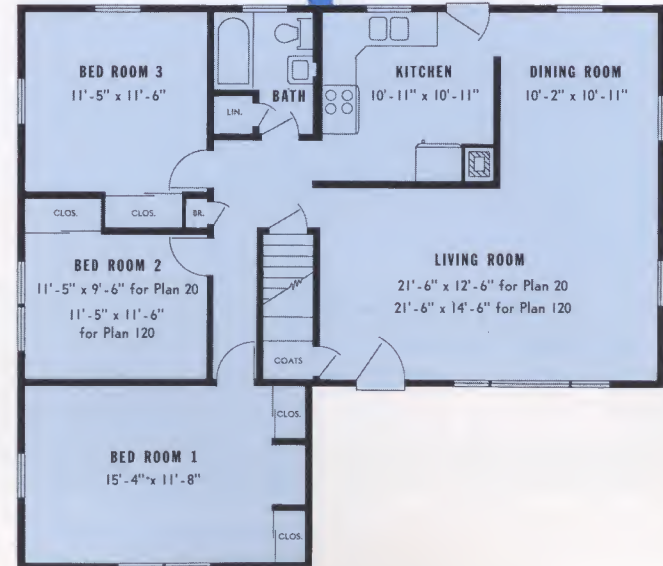 BED ROOM 3
11'-5" x 11'-6"
BATH
LIN.
KITCHEN
10'-11" x 10'-11"
DINING ROOM
10'-2" x 10'-11"
CLOS.
CLOS.
BR.
BED ROOM 2
11'-5" x 9'-6" for Plan 20
11'-5" x 11'-6"
for Plan 120
LIVING ROOM
21'-6" x 12'-6" for Plan 20
21'-6" x 14'-6" for Plan 120
COATS
CLOS.
BED ROOM 1
15'-4" x 11'-8"
CLOS.